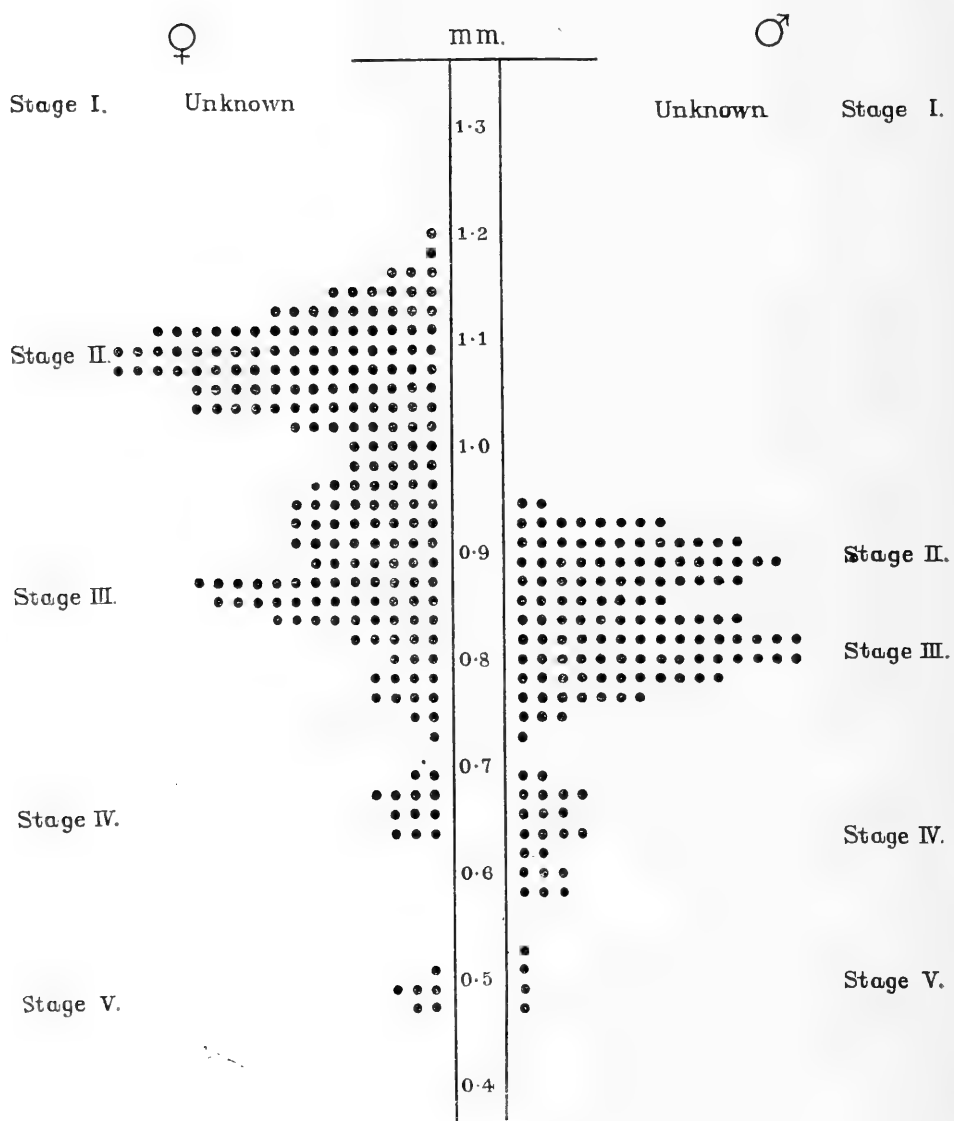 ♀ mm. ♂
Stage I. Unknown
Unknown Stage I.
1·3
1·2
1·1
Stage II.
1·0
0·9
Stage II.
Stage III.
0·8
Stage III.
0·7
Stage IV.
Stage IV.
0·6
0·5
Stage V.
Stage V.
0·4